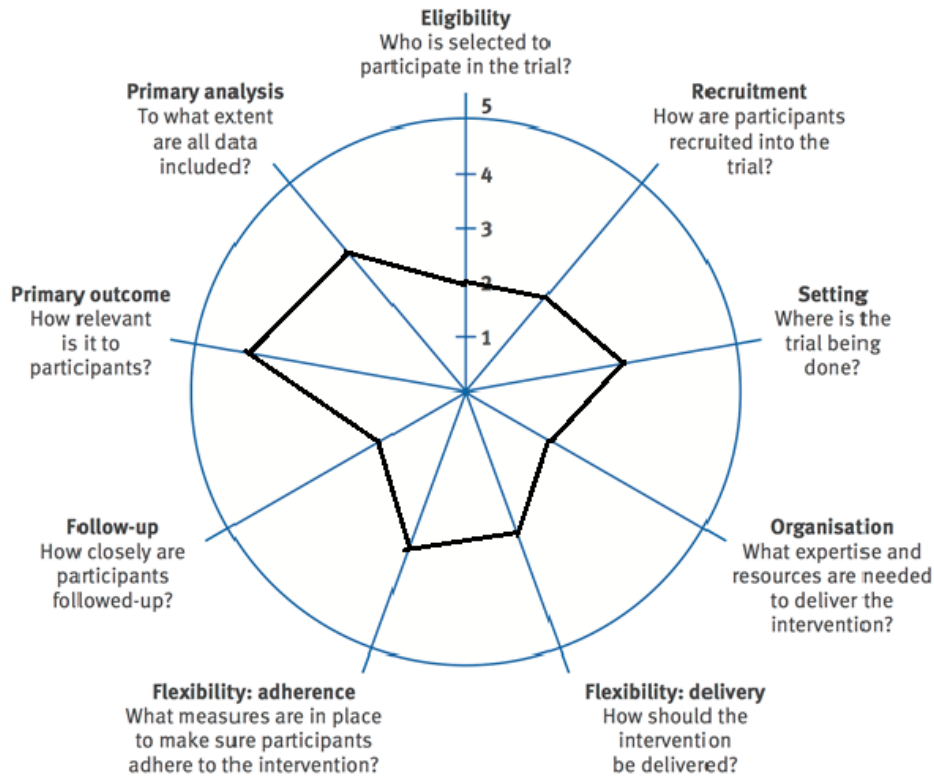 Eligibility
Who is selected to
participate in the trial?
Primary analysis
To what extent
are all data
included?
Recruitment
How are participants
recruited into the
trial?
5
4
3
2
1
Primary outcome
How relevant
is it to
participants?
Setting
Where is the
trial being
done?
Follow-up
How closely are
participants
followed-up?
Organisation
What expertise and
resources are needed
to deliver the
intervention?
Flexibility: adherence
What measures are in place
to make sure participants
adhere to the intervention?
Flexibility: delivery
How should the
intervention
be delivered?